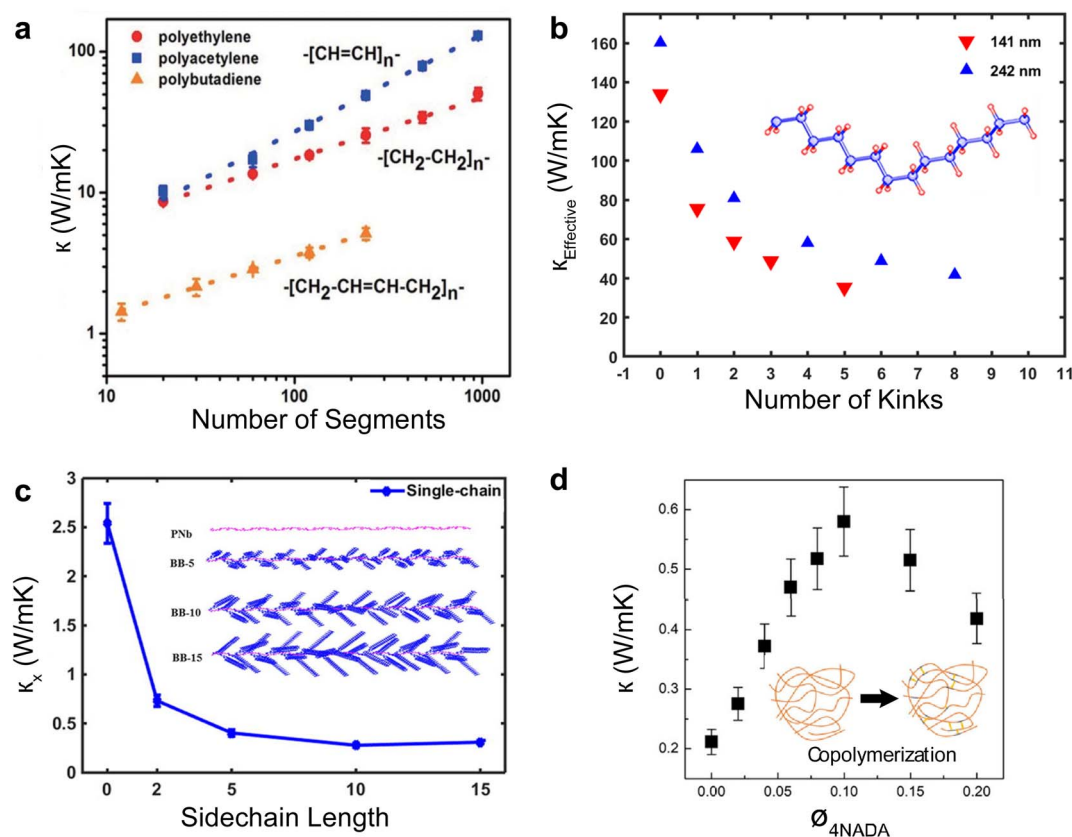 a
κ (W/mK)
100
10
1
polyethylene
polyacetylene
polybutadiene
-[CH=CH]n-
-[CH2-CH2]n-
-[CH2-CH=CH-CH2]n-
10
100
1000
Number of Segments
b
κEffective (W/mK)
160
140
120
100
80
60
40
20
0
141 nm
242 nm
-1 0 1 2 3 4 5 6 7 8 9 10 11
Number of Kinks
c
κx (W/mK)
3
2.5
2
1.5
1
0.5
0
Single-chain
PNb
BB-5
BB-10
BB-15
0 2 5 10 15
Sidechain Length
d
κ (W/mK)
0.6
0.5
0.4
0.3
0.2
Copolymerization
0.00 0.05 0.10 0.15 0.20
Ø4NADA